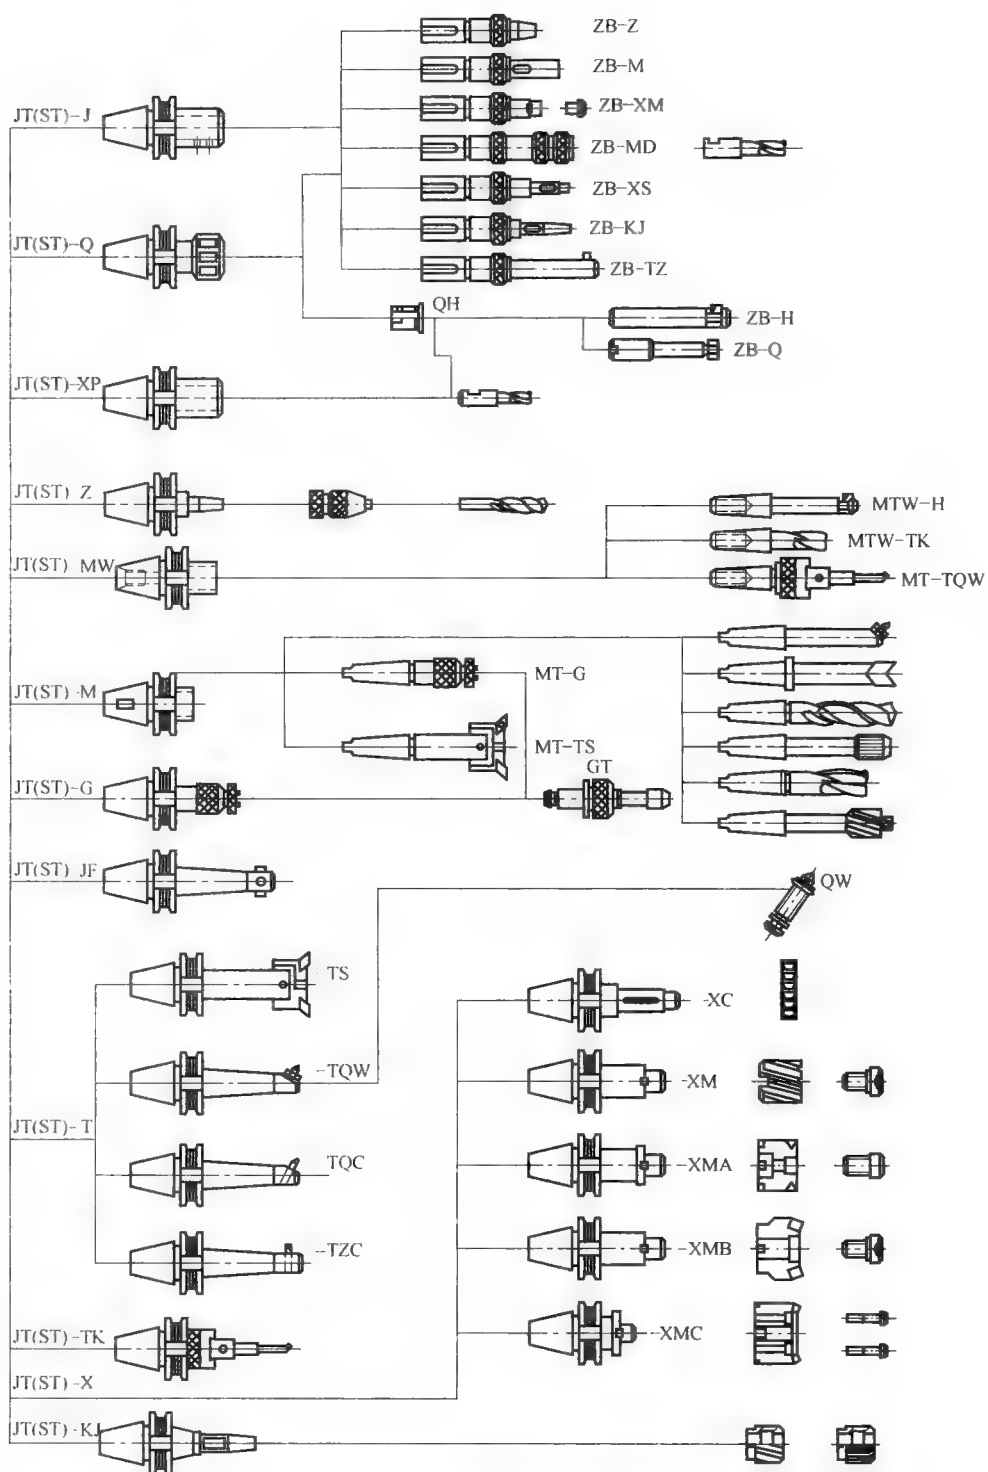 ZB-Z
ZB-M
JT(ST)-J
ZB-XM
ZB-MD
ZB-XS
ZB-KJ
JT(ST)-Q
ZB-TZ
QH
ZB-H
ZB-Q
JT(ST)-XP
JT(ST) Z
MTW-H
MTW-TK
JT(ST) MW
MT-TQW
MT-G
JT(ST)-M
MT-TS
GT
JT(ST)-G
JT(ST) JF
QW
TS
-XC
-TQW
-XM
JT(ST)-T
TQC
-XMA
-TZC
-XMB
JT(ST)-TK
-XMC
JT(ST)-X
JT(ST)-KJ